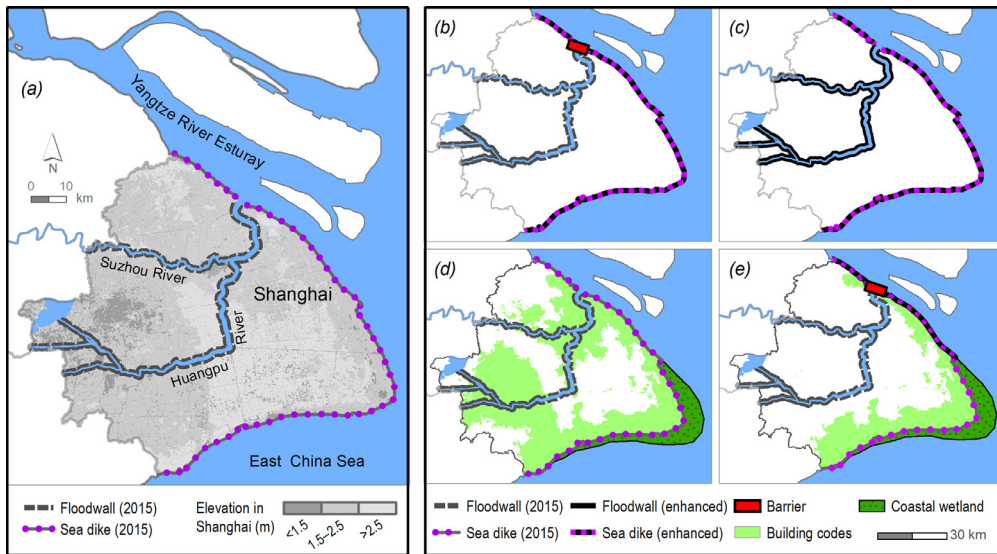 (a)
Yangtze River Esturay
N
0 10
km
Suzhou River
Shanghai
River
Huangpu
East China Sea
Floodwall (2015)
Sea dike (2015)
Elevation in
Shanghai (m)
<1.5
1.5–2.5
>2.5
(b)
(c)
(d)
(e)
Floodwall (2015)
Floodwall (enhanced)
Barrier
Coastal wetland
Sea dike (2015)
Sea dike (enhanced)
Building codes
30 km